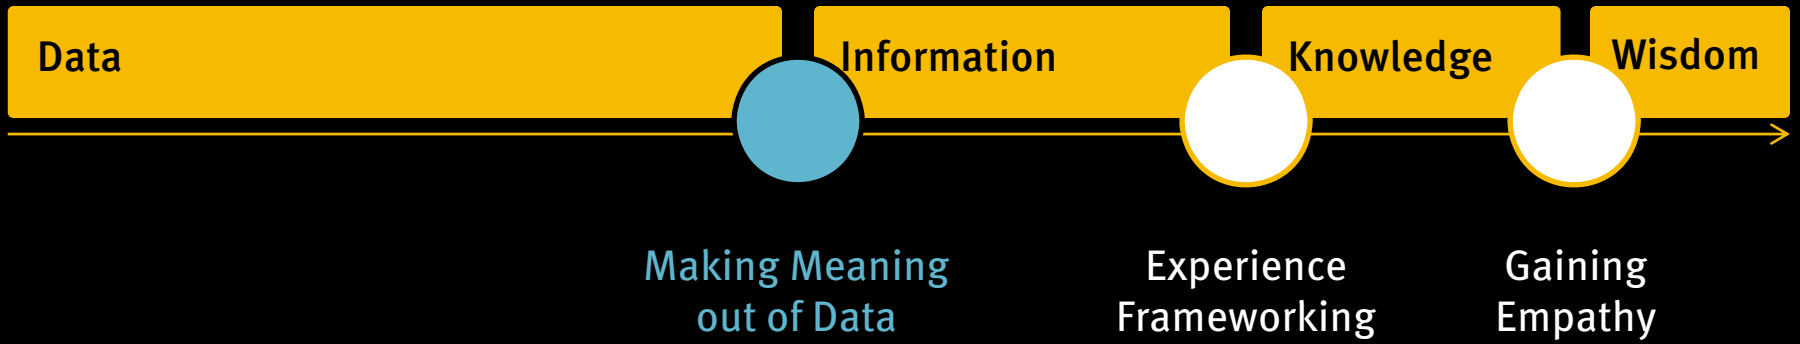 Data
Information
Knowledge
Wisdom
Making Meaning
out of Data
Experience
Frameworking
Gaining
Empathy